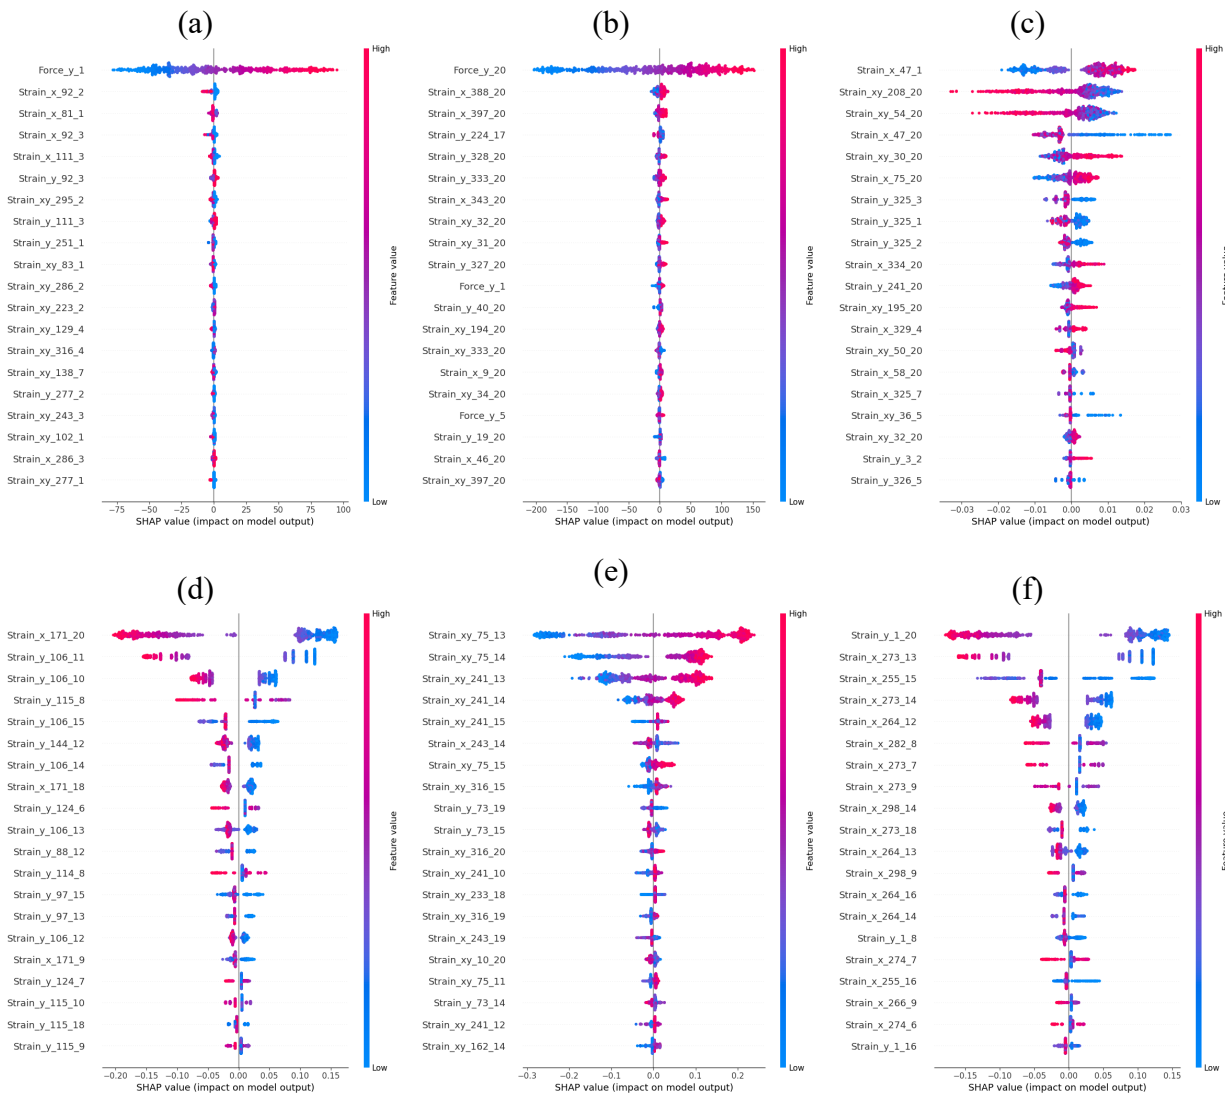 (a)
High
Force_y_1
Strain_x_92_2
Strain_x_81_1
Strain_x_92_3
Strain_x_111_3
Strain_y_92_3
Strain_xy_295_2
Strain_y_111_3
Strain_y_251_1
Strain_xy_83_1
Strain_xy_286_2
Strain_xy_223_2
Strain_xy_129_4
Strain_xy_316_4
Strain_xy_138_7
Strain_y_277_2
Strain_xy_243_3
Strain_xy_102_1
Strain_x_286_3
Strain_xy_277_1
Feature value
Low
−75 −50 −25 0 25 50 75 100
SHAP value (impact on model output)
(b)
High
Force_y_20
Strain_x_388_20
Strain_x_397_20
Strain_y_224_17
Strain_y_328_20
Strain_y_333_20
Strain_x_343_20
Strain_xy_32_20
Strain_xy_31_20
Strain_y_327_20
Force_y_1
Strain_y_40_20
Strain_xy_194_20
Strain_xy_333_20
Strain_x_9_20
Strain_xy_34_20
Force_y_5
Strain_y_19_20
Strain_x_46_20
Strain_xy_397_20
Feature value
Low
−200 −150 −100 −50 0 50 100 150
SHAP value (impact on model output)
(c)
High
Strain_x_47_1
Strain_xy_208_20
Strain_xy_54_20
Strain_x_47_20
Strain_xy_30_20
Strain_x_75_20
Strain_y_325_3
Strain_y_325_1
Strain_y_325_2
Strain_x_334_20
Strain_y_241_20
Strain_xy_195_20
Strain_x_329_4
Strain_xy_50_20
Strain_x_58_20
Strain_x_325_7
Strain_xy_36_5
Strain_xy_32_20
Strain_y_3_2
Strain_y_326_5
Low
−0.03 −0.02 −0.01 0.00 0.01 0.02 0.03
SHAP value (impact on model output)
(d)
High
Strain_x_171_20
Strain_y_106_11
Strain_y_106_10
Strain_y_115_8
Strain_y_106_15
Strain_y_144_12
Strain_y_106_14
Strain_x_171_18
Strain_y_124_6
Strain_y_106_13
Strain_y_88_12
Strain_y_114_8
Strain_y_97_15
Strain_y_97_13
Strain_y_106_12
Strain_x_171_9
Strain_y_124_7
Strain_y_115_10
Strain_y_115_18
Strain_y_115_9
Feature value
Low
−0.20 −0.15 −0.10 −0.05 0.00 0.05 0.10 0.15
SHAP value (impact on model output)
(e)
High
Strain_xy_75_13
Strain_xy_75_14
Strain_xy_241_13
Strain_xy_241_14
Strain_xy_241_15
Strain_x_243_14
Strain_xy_75_15
Strain_xy_316_15
Strain_y_73_19
Strain_y_73_15
Strain_xy_316_20
Strain_xy_241_10
Strain_xy_233_18
Strain_xy_316_19
Strain_x_243_19
Strain_xy_10_20
Strain_xy_75_11
Strain_y_73_14
Strain_xy_241_12
Strain_xy_162_14
Feature value
Low
−0.3 −0.2 −0.1 0.0 0.1 0.2
SHAP value (impact on model output)
(f)
High
Strain_y_1_20
Strain_x_273_13
Strain_x_255_15
Strain_x_273_14
Strain_x_264_12
Strain_x_282_8
Strain_x_273_7
Strain_x_273_9
Strain_x_298_14
Strain_x_273_18
Strain_x_264_13
Strain_x_298_9
Strain_x_264_16
Strain_x_264_14
Strain_y_1_8
Strain_x_274_7
Strain_x_255_16
Strain_x_266_9
Strain_x_274_6
Strain_y_1_16
Low
−0.15 −0.10 −0.05 0.00 0.05 0.10 0.15
SHAP value (impact on model output)